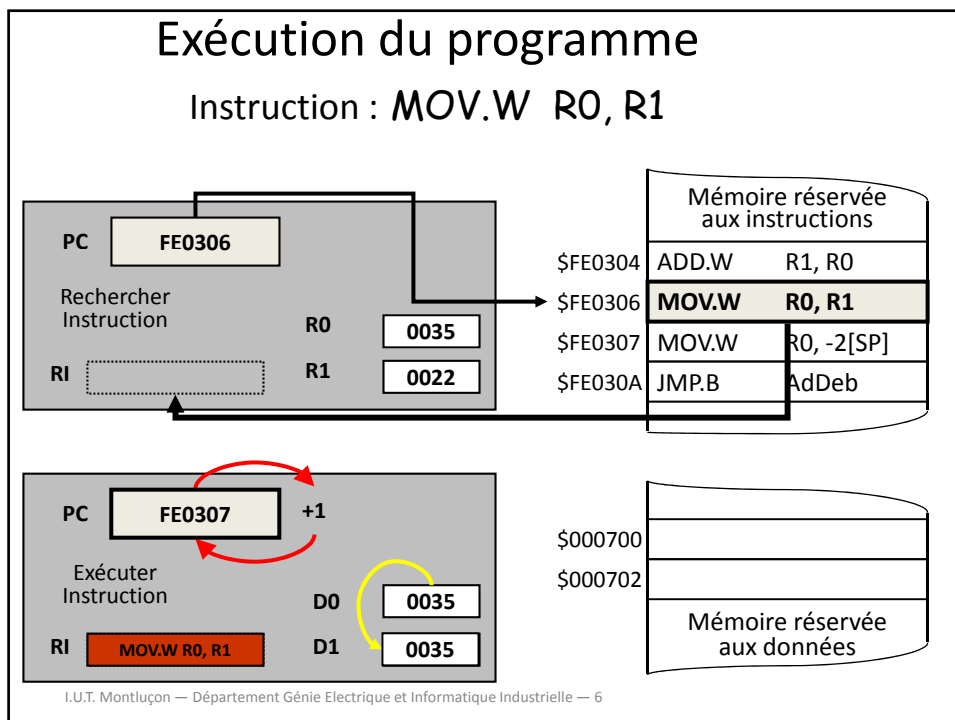 Exécution du programme
Instruction : MOV.W R0, R1
PC FE0306
Rechercher
Instruction
R0 0035
RI
R1 0022
Mémoire réservée
aux instructions
$FE0304 ADD.W R1, R0
$FE0306 MOV.W R0, R1
$FE0307 MOV.W R0, -2[SP]
$FE030A JMP.B AdDeb
PC FE0307 +1
Exécuter
Instruction
D0 0035
RI MOV.W R0, R1 D1 0035
$000700
$000702
Mémoire réservée
aux données
I.U.T. Montluçon — Département Génie Electrique et Informatique Industrielle — 6